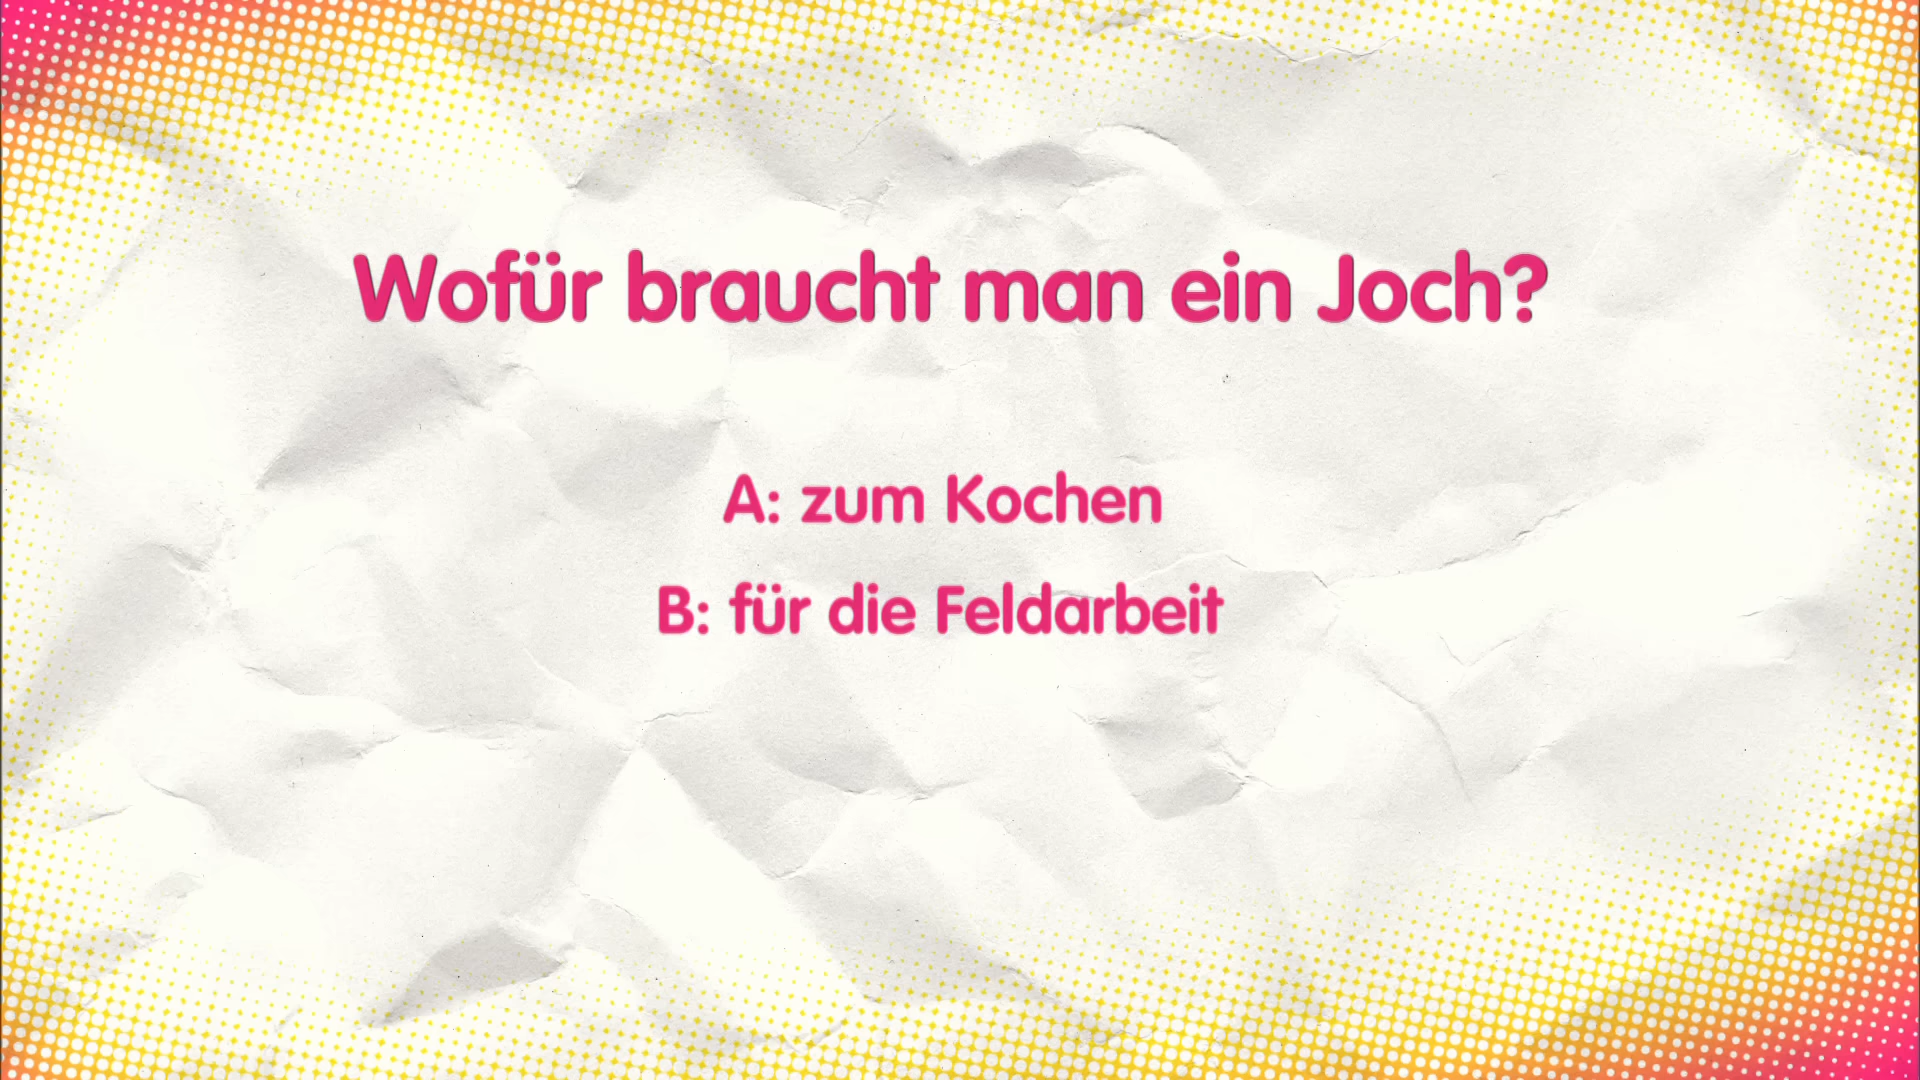 Wofür braucht man ein Joch?
A: zum Kochen
B: für die Feldarbeit